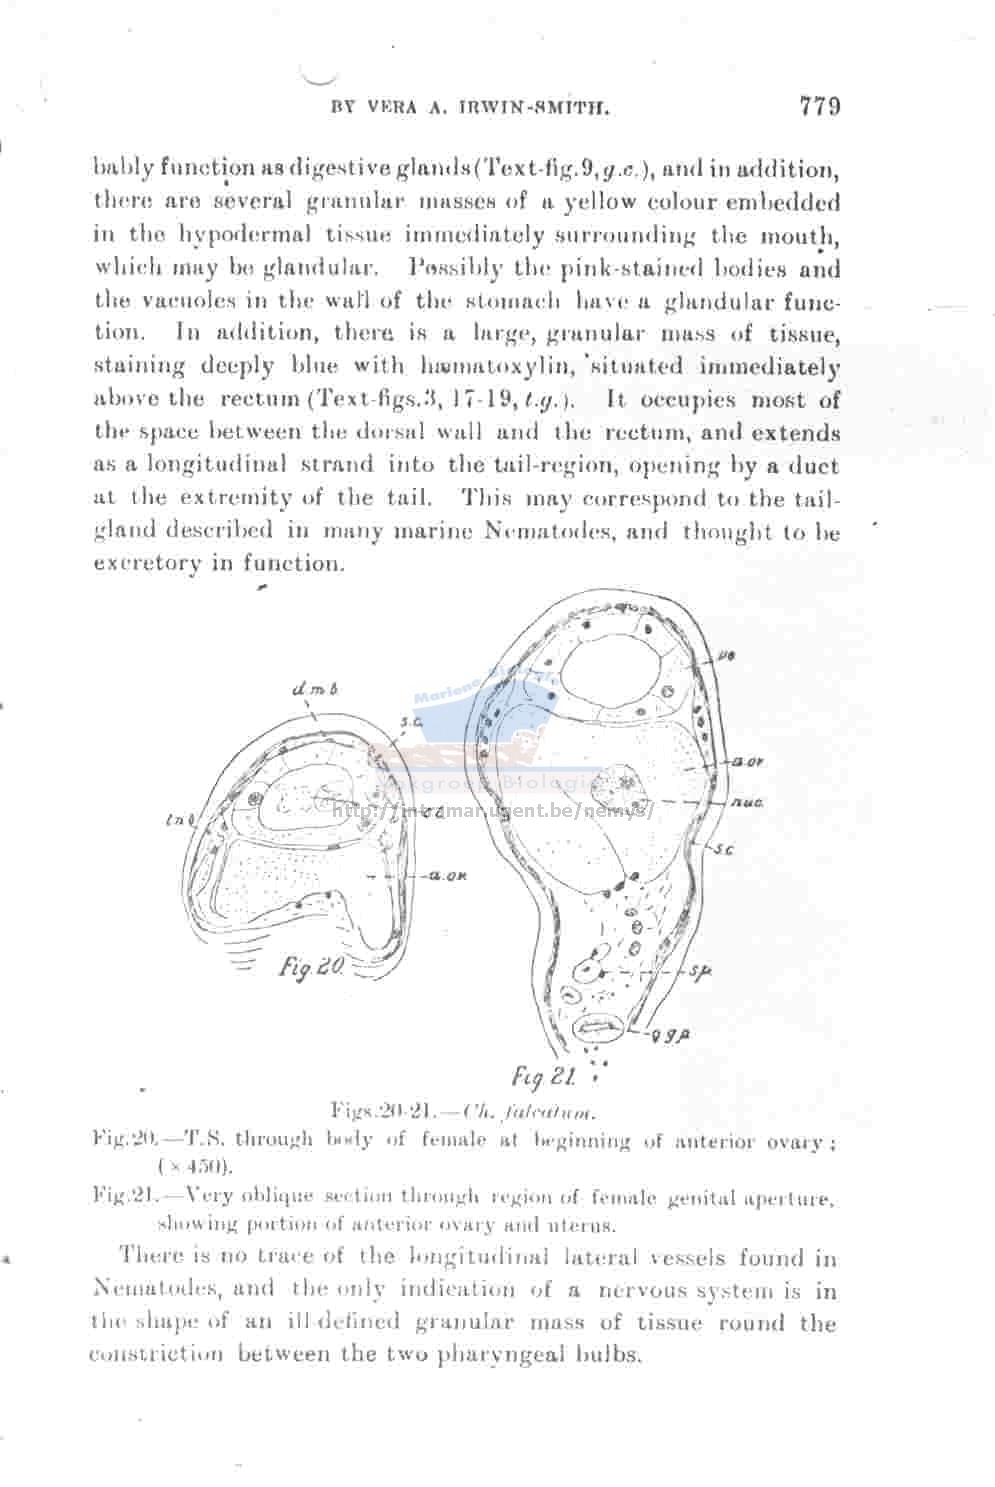 BY VERA A. IRWIN-SMITH. 779
bably function as digestive glands (Text-fig. 9, g.c.), and in addition,
there are several granular masses of a yellow colour embedded
in the hypodermal tissue immediately surrounding the mouth,
which may be glandular. Possibly the pink-stained bodies and
the vacuoles in the wall of the stomach have a glandular func-
tion. In addition, there is a large, granular mass of tissue,
staining deeply blue with hæmatoxylin, situated immediately
above the rectum (Text-figs. 3, 17-19, t.g.). It occupies most of
the space between the dorsal wall and the rectum, and extends
as a longitudinal strand into the tail-region, opening by a duct
at the extremity of the tail. This may correspond to the tail-
gland described in many marine Nematodes, and thought to be
excretory in function.
d.m.b
s.c.
a.ov.
Fig. 20.
Mariene Biologie
Vakgroep Biologie
http://intramar.ugent.be/nemys/
a.ov
nuc.
s.c
sp.
♀g.p.
Fig. 21.
Figs. 20-21.—Ch. falcatum.
Fig. 20.—T.S. through body of female at beginning of anterior ovary;
(× 450).
Fig. 21.—Very oblique section through region of female genital aperture,
showing portion of anterior ovary and uterus.
There is no trace of the longitudinal lateral vessels found in
Nematodes, and the only indication of a nervous system is in
the shape of an ill-defined granular mass of tissue round the
constriction between the two pharyngeal bulbs.